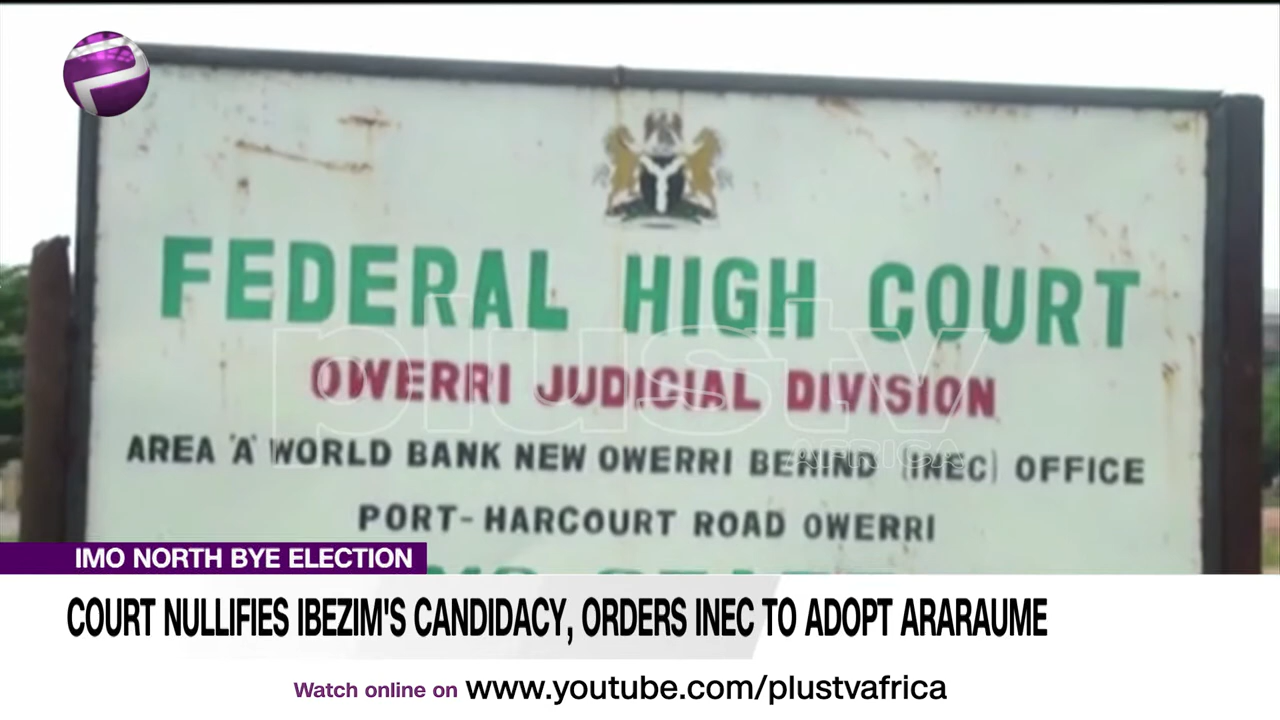 FEDERAL HIGH COURT
OWERRI JUDICIAL DIVISION
AREA 'A' WORLD BANK NEW OWERRI BEHIND (INEC) OFFICE
PORT-HARCOURT ROAD OWERRI
plustv
AFRICA
IMO NORTH BYE ELECTION
COURT NULLIFIES IBEZIM'S CANDIDACY, ORDERS INEC TO ADOPT ARARAUME
Watch online on www.youtube.com/plustvafrica